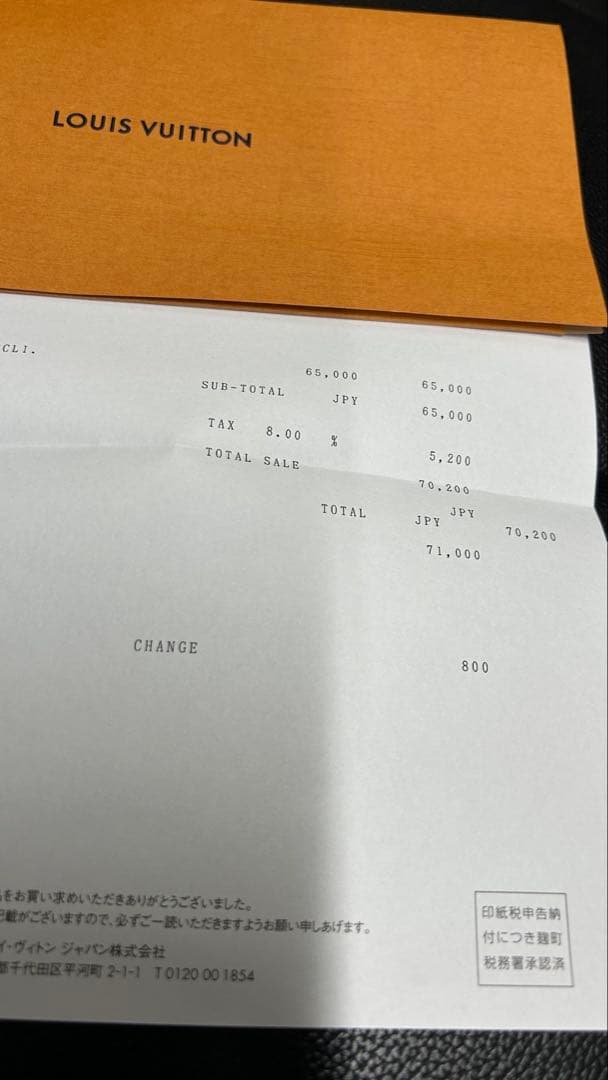 LOUIS VUITTON
CLI.
65,000 65,000
SUB-TOTAL JPY 65,000
TAX 8.00 % 5,200
TOTAL SALE 70,200
JPY
TOTAL JPY 70,200
71,000
CHANGE 800
をお買い求めいただきありがとうございました。
記載がございますので、必ずご一読いただきますようお願い申しあげます。
イ・ヴィトン ジャパン株式会社
都千代田区平河町 2-1-1 T 0120 00 1854
印紙税申告納
付につき麹町
税務署承認済